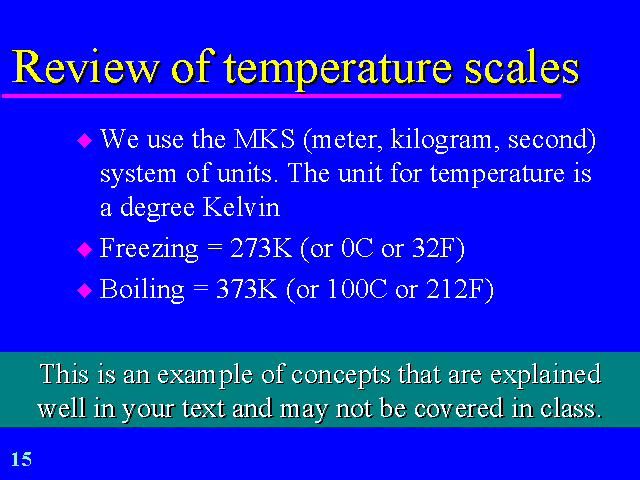 Review of temperature scales
We use the MKS (meter, kilogram, second)
system of units. The unit for temperature is
a degree Kelvin
Freezing = 273K (or 0C or 32F)
Boiling = 373K (or 100C or 212F)
This is an example of concepts that are explained
well in your text and may not be covered in class.
15